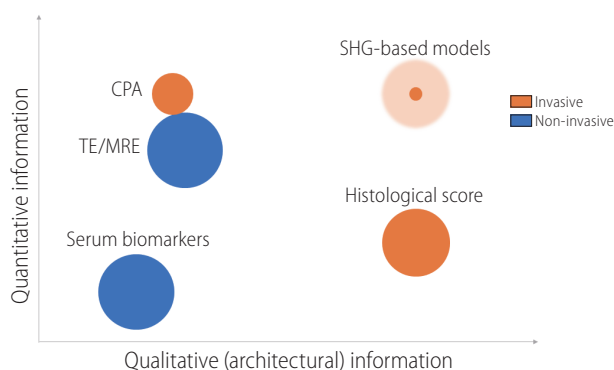 SHG-based models
CPA
Invasive
Non-invasive
TE/MRE
Histological score
Serum biomarkers
Quantitative information
Qualitative (architectural) information